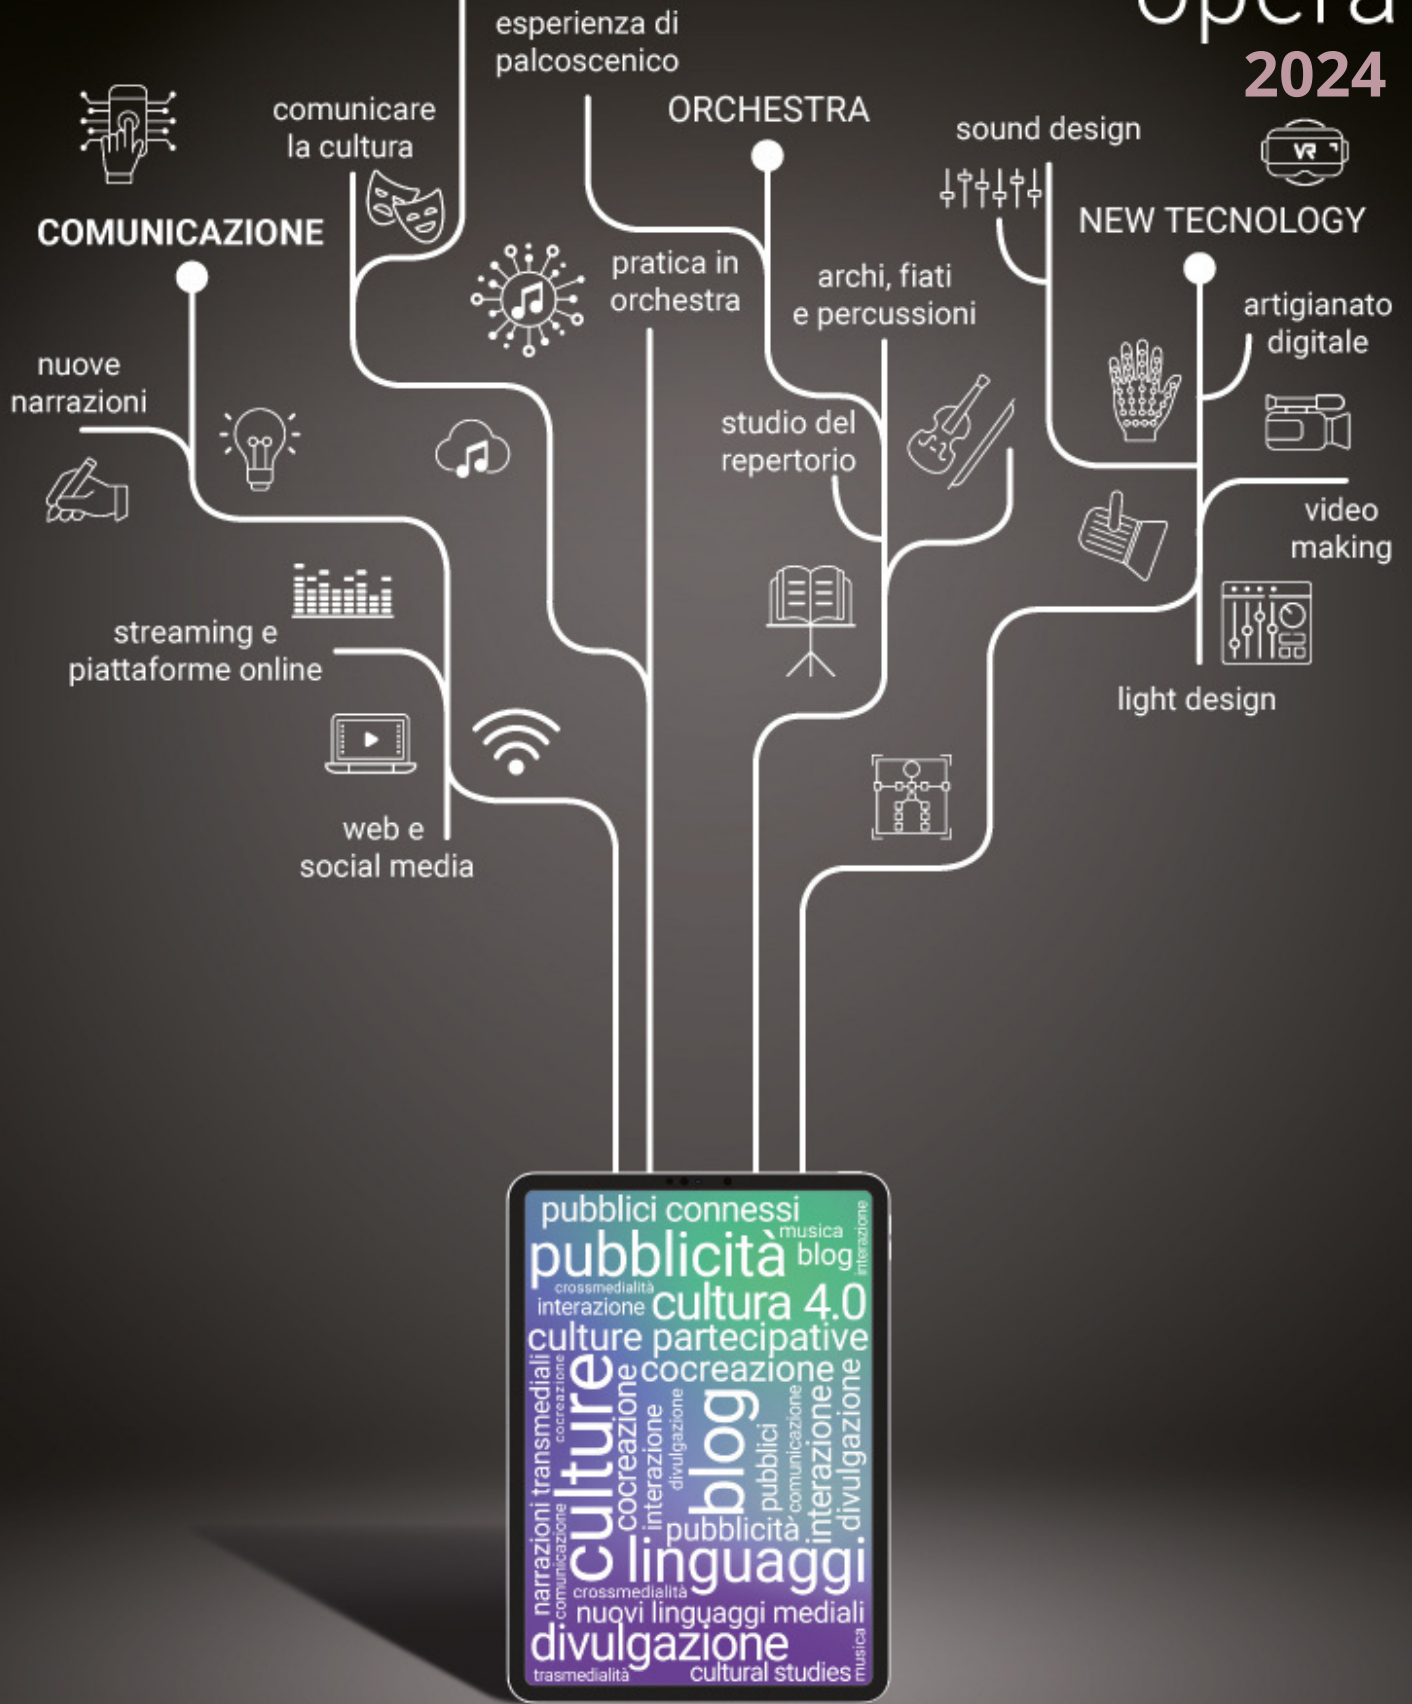 opera
2024
esperienza di
palcoscenico
comunicare
la cultura
ORCHESTRA
sound design
VR
COMUNICAZIONE
NEW TECNOLOGY
pratica in
orchestra
archi, fiati
e percussioni
artigianato
digitale
nuove
narrazioni
studio del
repertorio
video
making
streaming e
piattaforme online
light design
web e
social media
pubblici connessi
musica
interazione
pubblicità
blog
crossmedialità
interazione
cultura 4.0
culture partecipative
cocreazione
narrazioni transmediali
cocreazione
comunicazione
culture
cocreazione
interazione
divulgazione
blog
pubblici
comunicazione
interazione
divulgazione
pubblicità
linguaggi
crossmedialità
nuovi linguaggi mediali
divulgazione
musica
trasmedialità
cultural studies